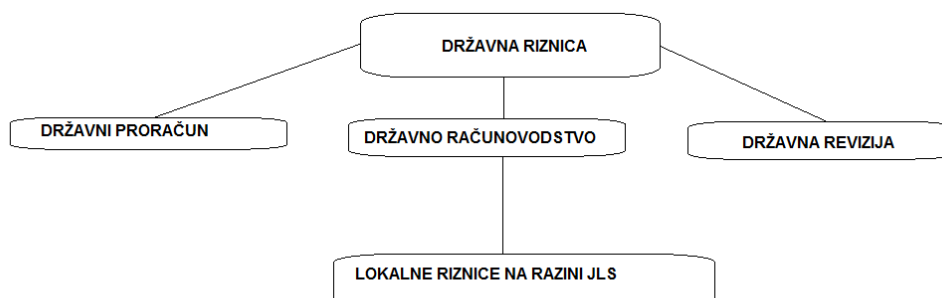 DRŽAVNA RIZNICA
DRŽAVNI PRORAČUN
DRŽAVNO RAČUNOVODSTVO
DRŽAVNA REVIZIJA
LOKALNE RIZNICE NA RAZINI JLS